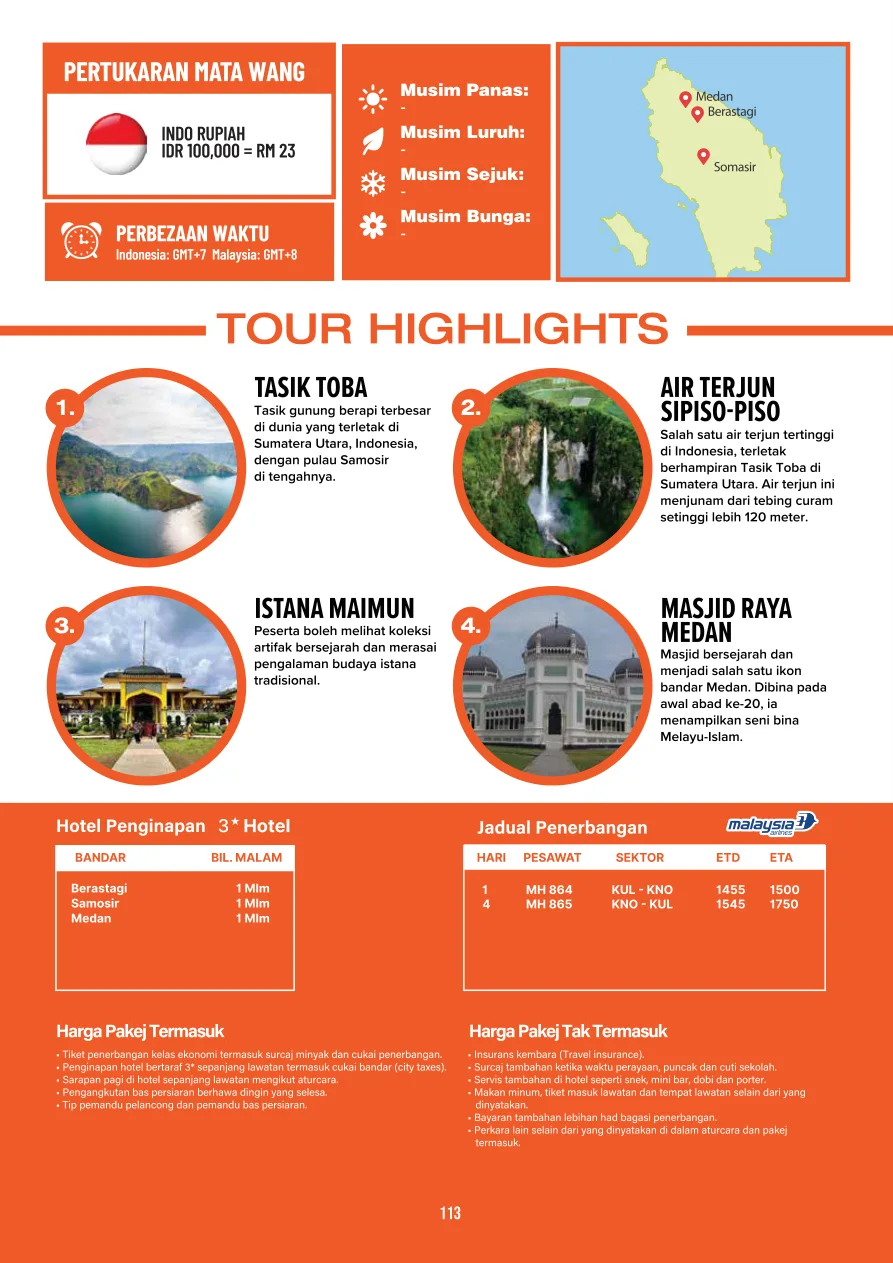 PERTUKARAN MATA WANG
INDO RUPIAH
IDR 100,000 = RM 23
PERBEZAAN WAKTU
Indonesia: GMT+7 Malaysia: GMT+8
Musim Panas:
-
Musim Luruh:
-
Musim Sejuk:
-
Musim Bunga:
-
Medan
Berastagi
Somasir
TOUR HIGHLIGHTS
1.
TASIK TOBA
Tasik gunung berapi terbesar
di dunia yang terletak di
Sumatera Utara, Indonesia,
dengan pulau Samosir
di tengahnya.
2.
AIR TERJUN
SIPISO-PISO
Salah satu air terjun tertinggi
di Indonesia, terletak
berhampiran Tasik Toba di
Sumatera Utara. Air terjun ini
menjunam dari tebing curam
setinggi lebih 120 meter.
3.
ISTANA MAIMUN
Peserta boleh melihat koleksi
artifak bersejarah dan merasai
pengalaman budaya istana
tradisional.
4.
MASJID RAYA
MEDAN
Masjid bersejarah dan
menjadi salah satu ikon
bandar Medan. Dibina pada
awal abad ke-20, ia
menampilkan seni bina
Melayu-Islam.
Hotel Penginapan 3★ Hotel
BANDAR BIL. MALAM
Berastagi 1 Mlm
Samosir 1 Mlm
Medan 1 Mlm
Jadual Penerbangan
malaysia
airlines
HARI PESAWAT SEKTOR ETD ETA
1 MH 864 KUL - KNO 1455 1500
4 MH 865 KNO - KUL 1545 1750
Harga Pakej Termasuk
• Tiket penerbangan kelas ekonomi termasuk surcaj minyak dan cukai penerbangan.
• Penginapan hotel bertaraf 3* sepanjang lawatan termasuk cukai bandar (city taxes).
• Sarapan pagi di hotel sepanjang lawatan mengikut aturcara.
• Pengangkutan bas persiaran berhawa dingin yang selesa.
• Tip pemandu pelancong dan pemandu bas persiaran.
Harga Pakej Tak Termasuk
• Insurans kembara (Travel insurance).
• Surcaj tambahan ketika waktu perayaan, puncak dan cuti sekolah.
• Servis tambahan di hotel seperti snek, mini bar, dobi dan porter.
• Makan minum, tiket masuk lawatan dan tempat lawatan selain dari yang
dinyatakan.
• Bayaran tambahan lebihan had bagasi penerbangan.
• Perkara lain selain dari yang dinyatakan di dalam aturcara dan pakej
termasuk.
113